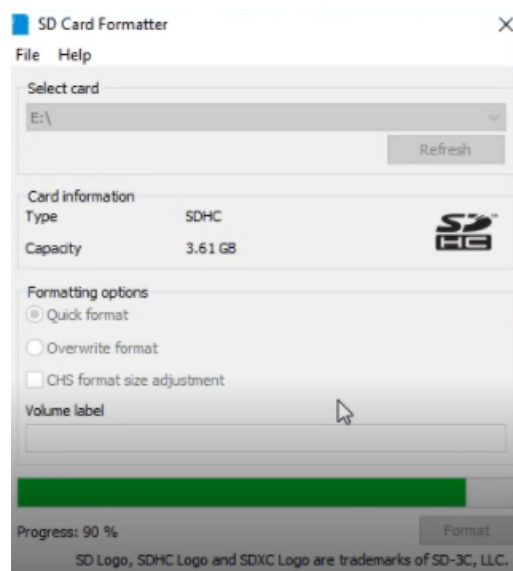 SD Card Formatter
File Help
Select card
E:\
Refresh
Card information
Type SDHC
Capacity 3.61 GB
SD HC
Formatting options
Quick format
Overwrite format
CHS format size adjustment
Volume label
Progress: 90 %
Format
SD Logo, SDHC Logo and SDXC Logo are trademarks of SD-3C, LLC.